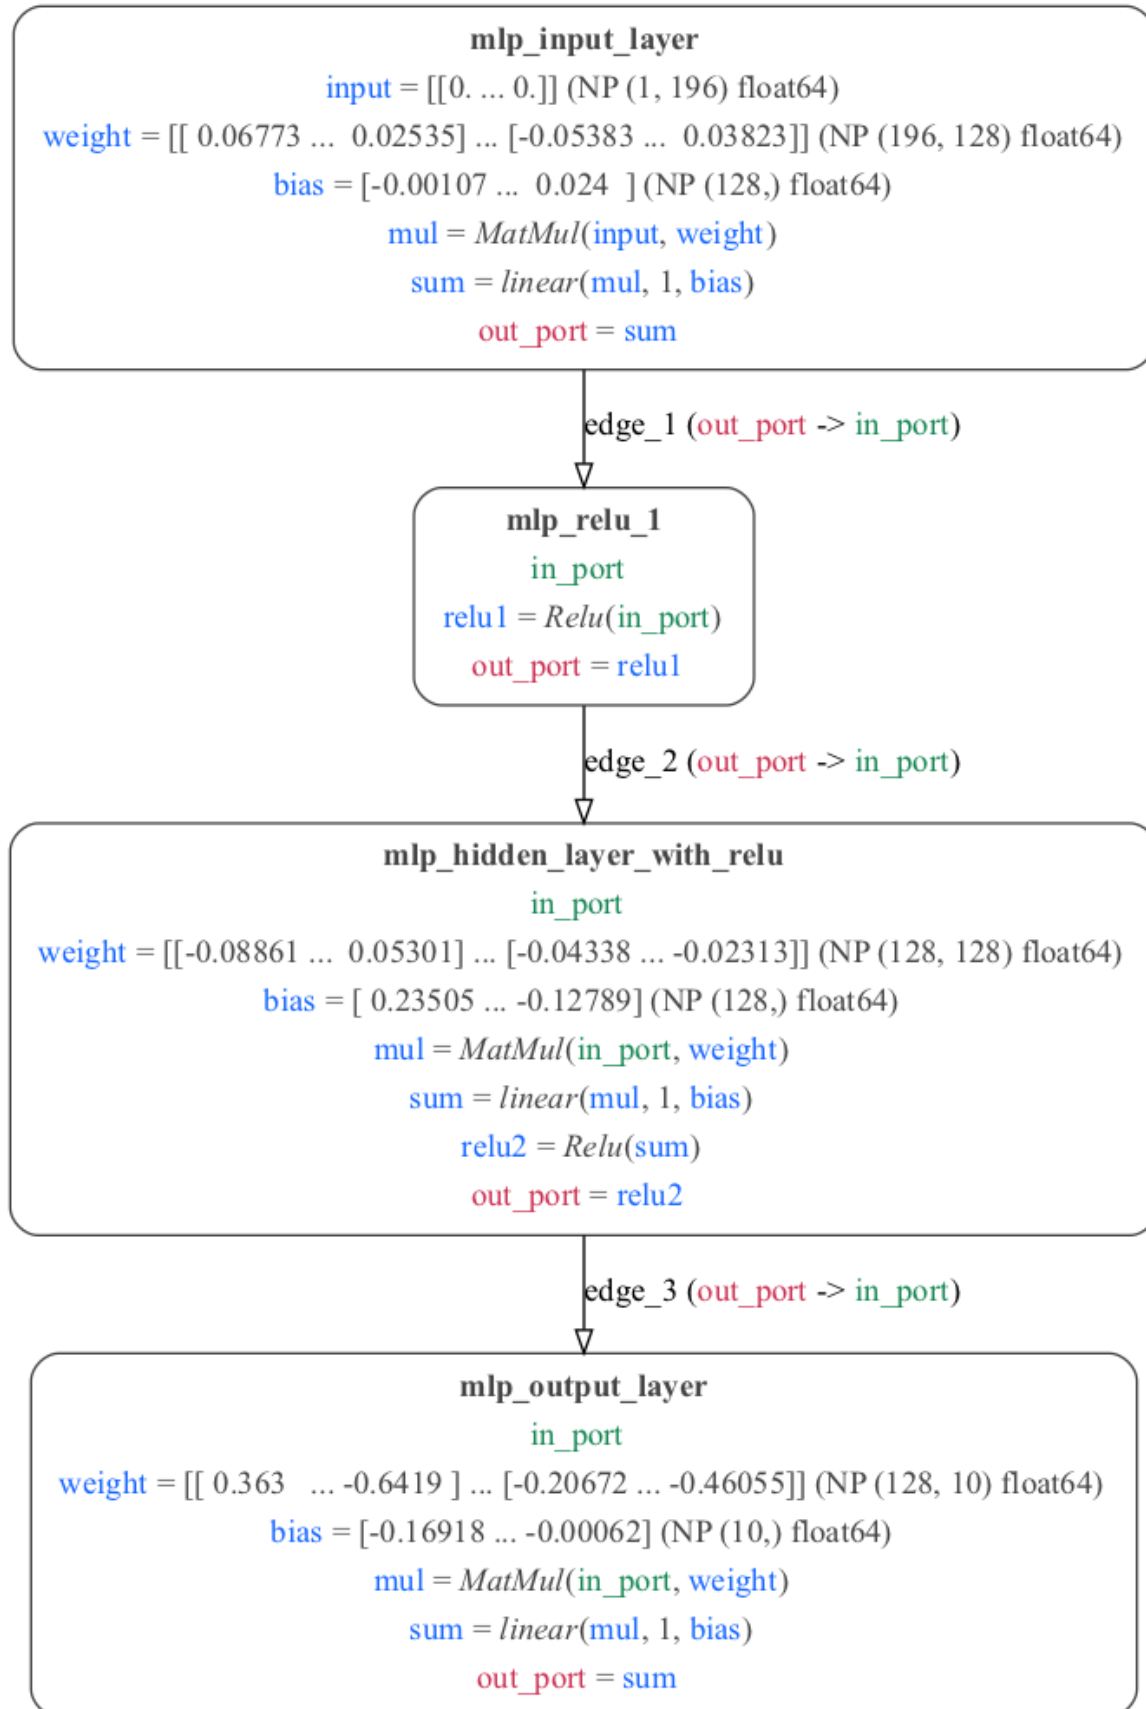 mlp_input_layer
input = [[0. ... 0.]] (NP (1, 196) float64)
weight = [[ 0.06773 ...  0.02535] ... [-0.05383 ...  0.03823]] (NP (196, 128) float64)
bias = [-0.00107 ...  0.024  ] (NP (128,) float64)
mul = MatMul(input, weight)
sum = linear(mul, 1, bias)
out_port = sum
edge_1 (out_port -> in_port)
mlp_relu_1
in_port
relu1 = Relu(in_port)
out_port = relu1
edge_2 (out_port -> in_port)
mlp_hidden_layer_with_relu
in_port
weight = [[-0.08861 ...  0.05301] ... [-0.04338 ... -0.02313]] (NP (128, 128) float64)
bias = [ 0.23505 ... -0.12789] (NP (128,) float64)
mul = MatMul(in_port, weight)
sum = linear(mul, 1, bias)
relu2 = Relu(sum)
out_port = relu2
edge_3 (out_port -> in_port)
mlp_output_layer
in_port
weight = [[ 0.363   ... -0.6419 ] ... [-0.20672 ... -0.46055]] (NP (128, 10) float64)
bias = [-0.16918 ... -0.00062] (NP (10,) float64)
mul = MatMul(in_port, weight)
sum = linear(mul, 1, bias)
out_port = sum